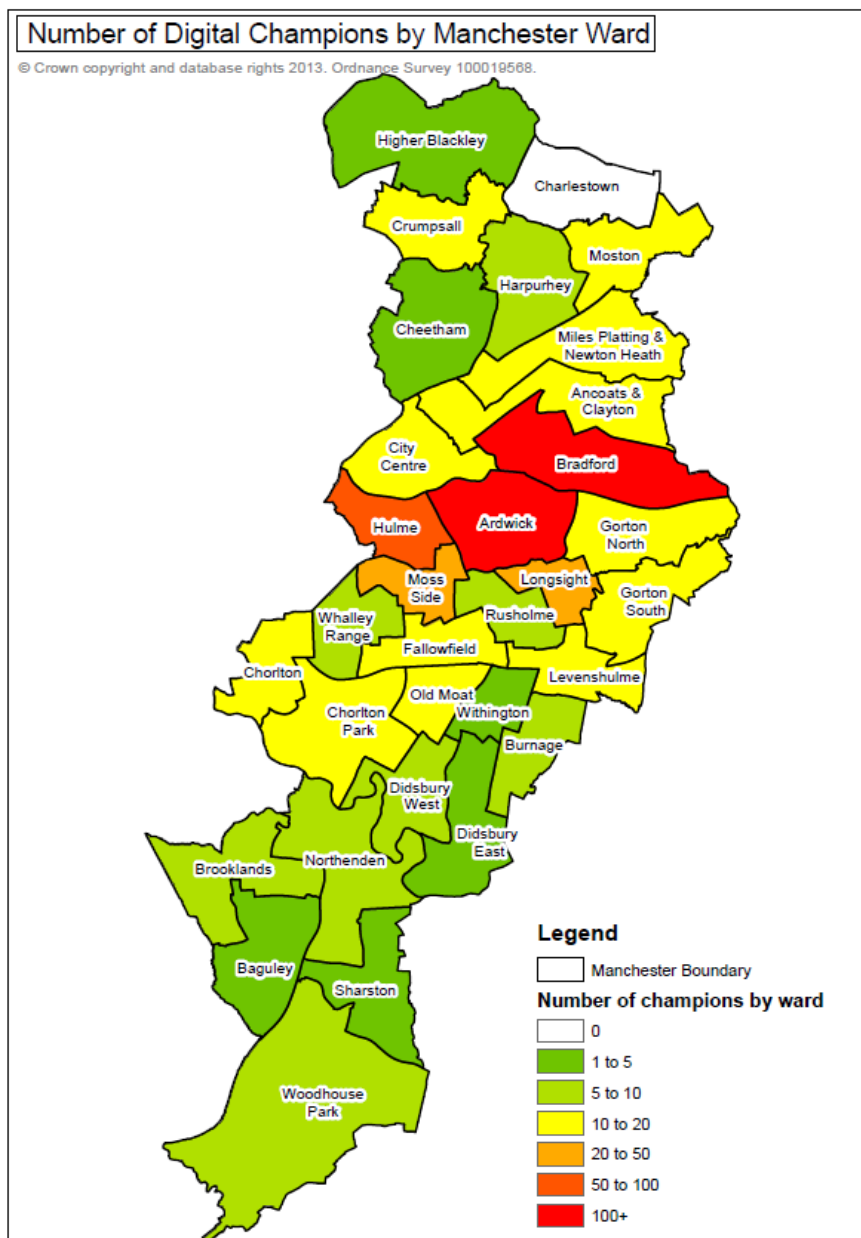 Number of Digital Champions by Manchester Ward
© Crown copyright and database rights 2013. Ordnance Survey 100019568.
Higher Blackley
Charlestown
Crumpsall
Moston
Harpurhey
Cheetham
Miles Platting &
Newton Heath
Ancoats &
Clayton
City
Centre
Bradford
Hulme
Ardwick
Gorton
North
Moss
Side
Longsight
Gorton
South
Whalley
Range
Rusholme
Fallowfield
Chorlton
Levenshulme
Old Moat
Withington
Chorlton
Park
Burnage
Didsbury
West
Didsbury
East
Brooklands
Northenden
Baguley
Sharston
Woodhouse
Park
Legend
Manchester Boundary
Number of champions by ward
0
1 to 5
5 to 10
10 to 20
20 to 50
50 to 100
100+